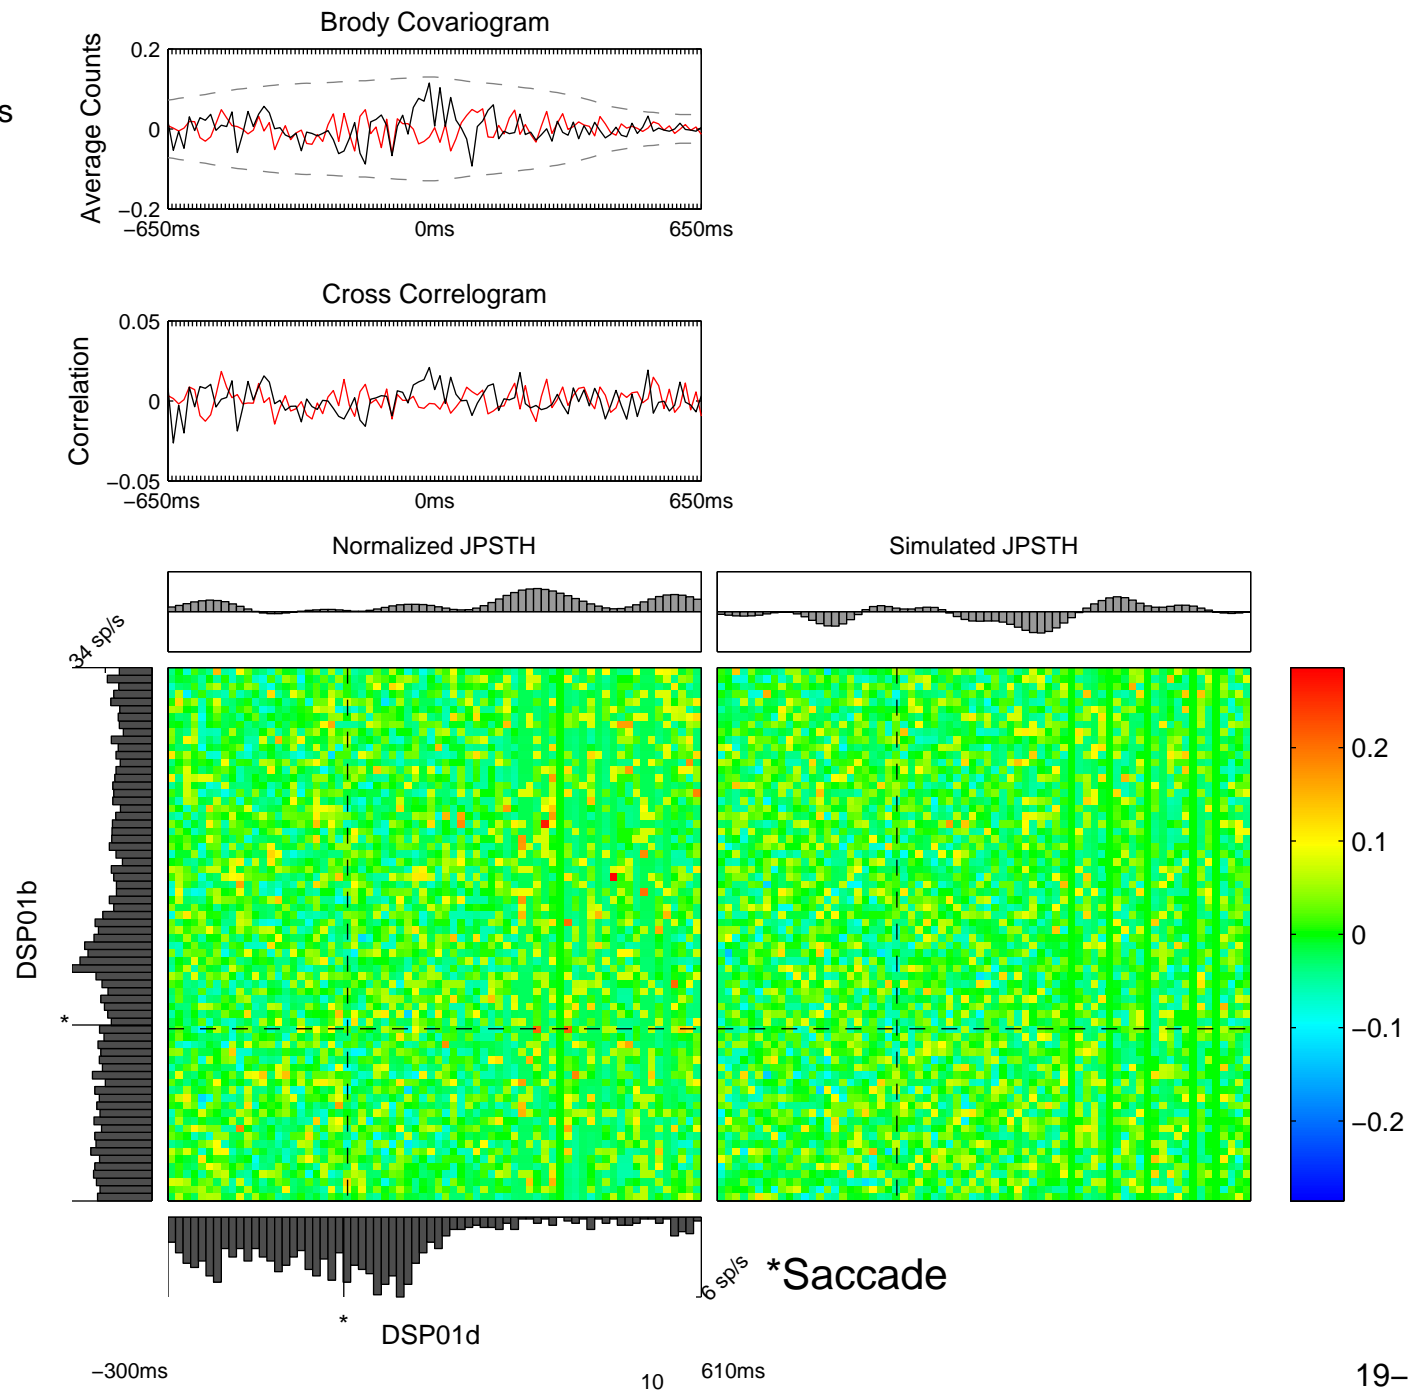 Brody Covariogram
s
Average Counts
0.2
0
−0.2
−650ms
0ms
650ms
Cross Correlogram
Correlation
0.05
0
−0.05
−650ms
0ms
650ms
Normalized JPSTH
Simulated JPSTH
34 sp/s
DSP01b
*
0.2
0.1
0
−0.1
−0.2
6 sp/s
*Saccade
*
DSP01d
−300ms
10
610ms
19−